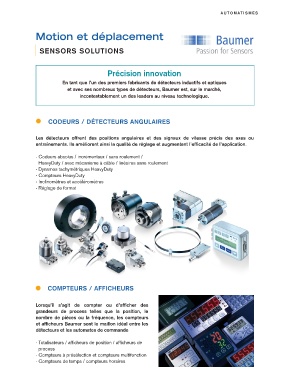 AUTOMATISMES
Motion et déplacement
SENSORS SOLUTIONS
Baumer
Passion for Sensors
Précision innovation
En tant que l'un des premiers fabricants de détecteurs inductifs et optiques
et avec ses nombreux types de détecteurs, Baumer est, sur le marché,
incontestablement un des leaders au niveau technologique.
CODEURS / DÉTECTEURS ANGULAIRES
Les détecteurs offrent des positions angulaires et des signaux de vitesse précis des axes ou
entraînements. Ils améliorent ainsi la qualité de réglage et augmentent l'efficacité de l'application
- Codeurs absolus / incrémentaux / sans roulement /
HeavyDuty / avec mécanisme à câble / linéaires sans roulement
- Dynamos tachymétriques HeavyDuty
- Compteurs HeavyDuty
- Inclinomètres et accéléromètres
- Réglage de format
COMPTEURS / AFFICHEURS
Lorsqu'il s'agit de compter ou d'afficher des
grandeurs de process telles que la position, le
nombre de pièces ou la fréquence, les compteurs
et afficheurs Baumer sont le maillon idéal entre les
détecteurs et les automates de commande
- Totalisateurs / afficheurs de position / afficheurs de
process
- Compteurs à présélection et compteurs multifonction
- Compteurs de temps / compteurs horaires